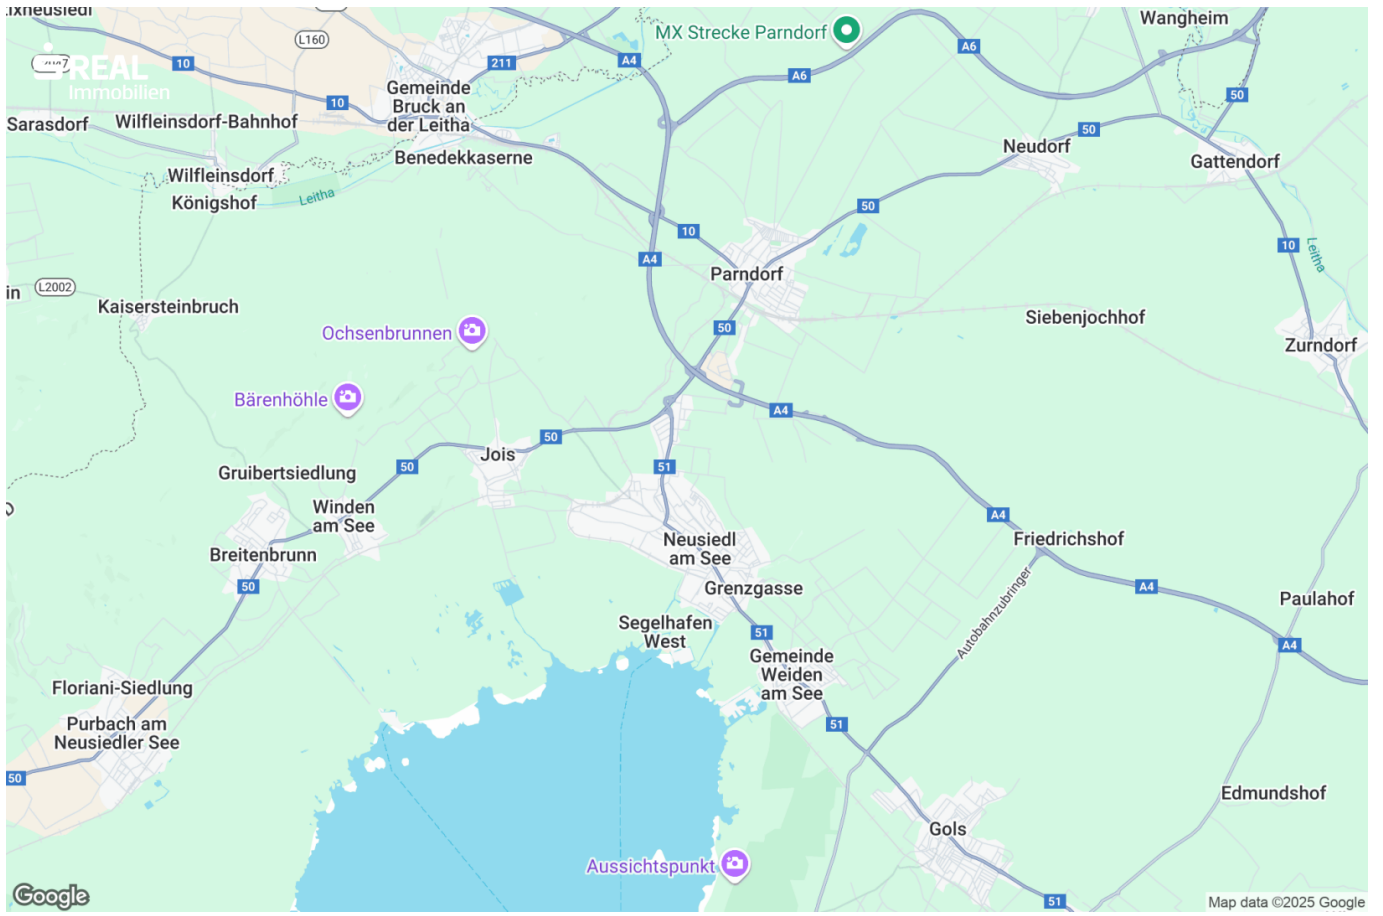 MX Strecke Parndorf
Wangheim
L160
A6
A4
10
211
A6
REAL
Immobilien
Gemeinde
Bruck an
der Leitha
10
50
Sarasdorf
Wilfleinsdorf-Bahnhof
50
Neudorf
Gattendorf
Benedekkaserne
Wilfleinsdorf
Leitha
Königshof
50
10
A4
10
Leitha
Parndorf
L2002
in
Kaisersteinbruch
Siebenjochhof
Ochsenbrunnen
50
Zurndorf
Bärenhöhle
A4
50
Jois
50
51
Gruibertsiedlung
Winden
am See
A4
Neusiedl
am See
Friedrichshof
Breitenbrunn
50
Grenzgasse
A4
Autobahnzubringer
Paulahof
Segelhafen
West
51
A4
Gemeinde
Weiden
am See
Floriani-Siedlung
Purbach am
Neusiedler See
51
50
Edmundshof
Gols
Aussichtspunkt
Google
51
Map data ©2025 Google